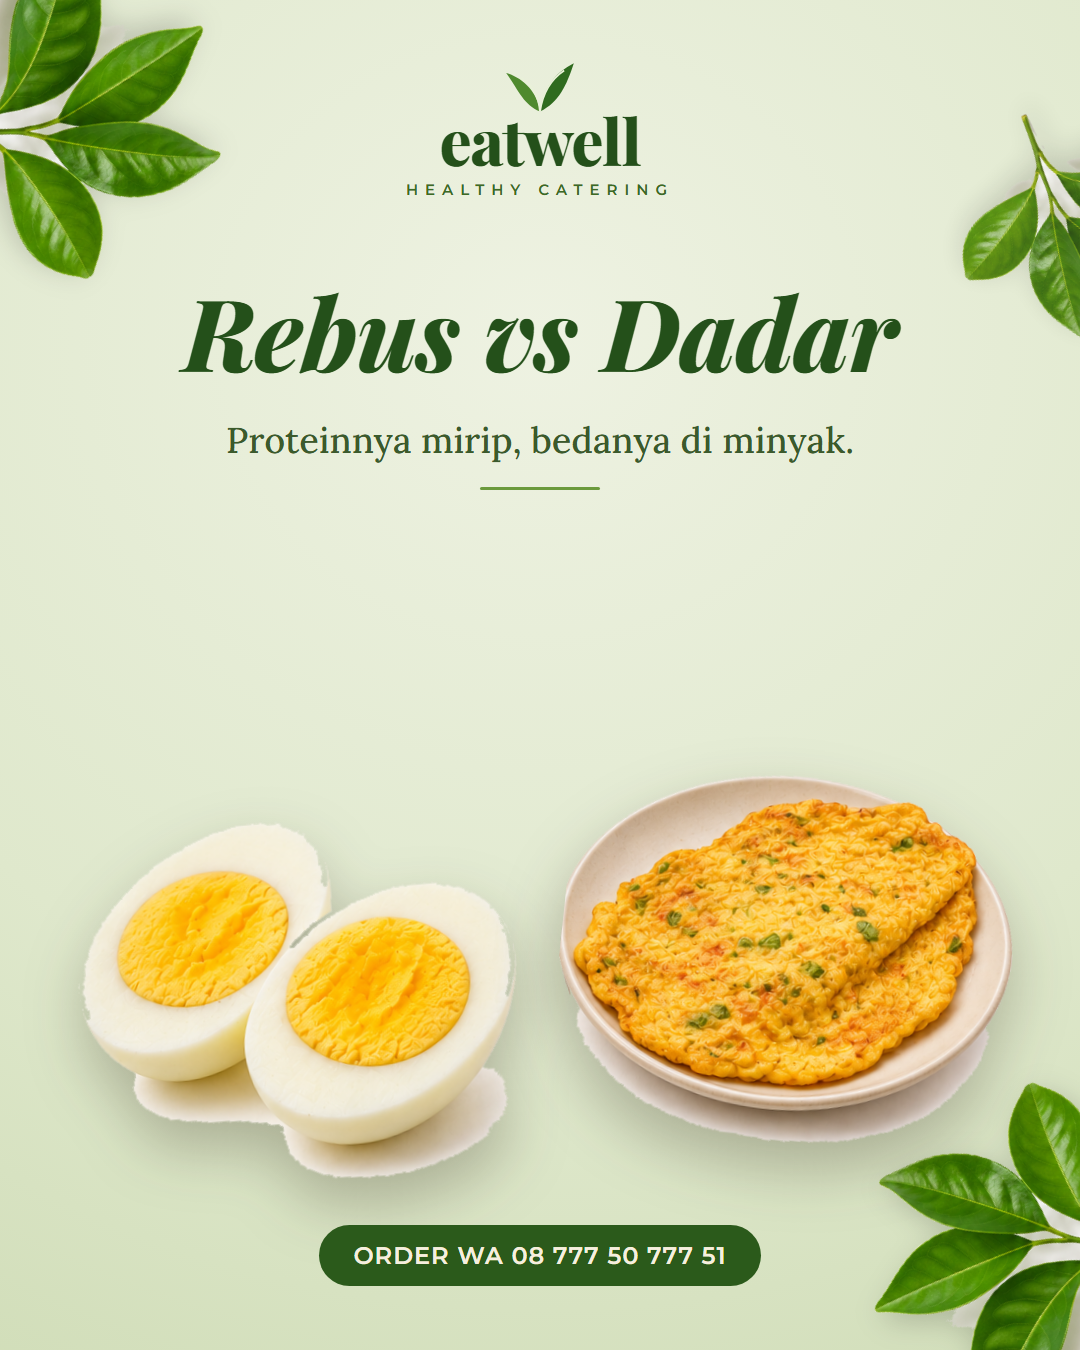 eatwell
HEALTHY CATERING
Rebus vs Dadar
Proteinnya mirip, bedanya di minyak.
ORDER WA 08 777 50 777 51